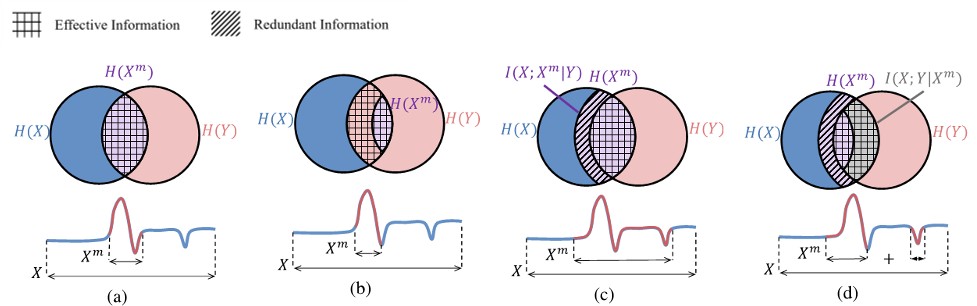 Effective Information
Redundant Information
H(X^m)
H(X)
H(Y)
X^m
X
(a)
H(X^m)
H(X)
H(Y)
X^m
X
(b)
I(X; X^m|Y)
H(X^m)
H(X)
H(Y)
X^m
X
(c)
H(X^m)
I(X; Y|X^m)
H(X)
H(Y)
X^m
+
X
(d)